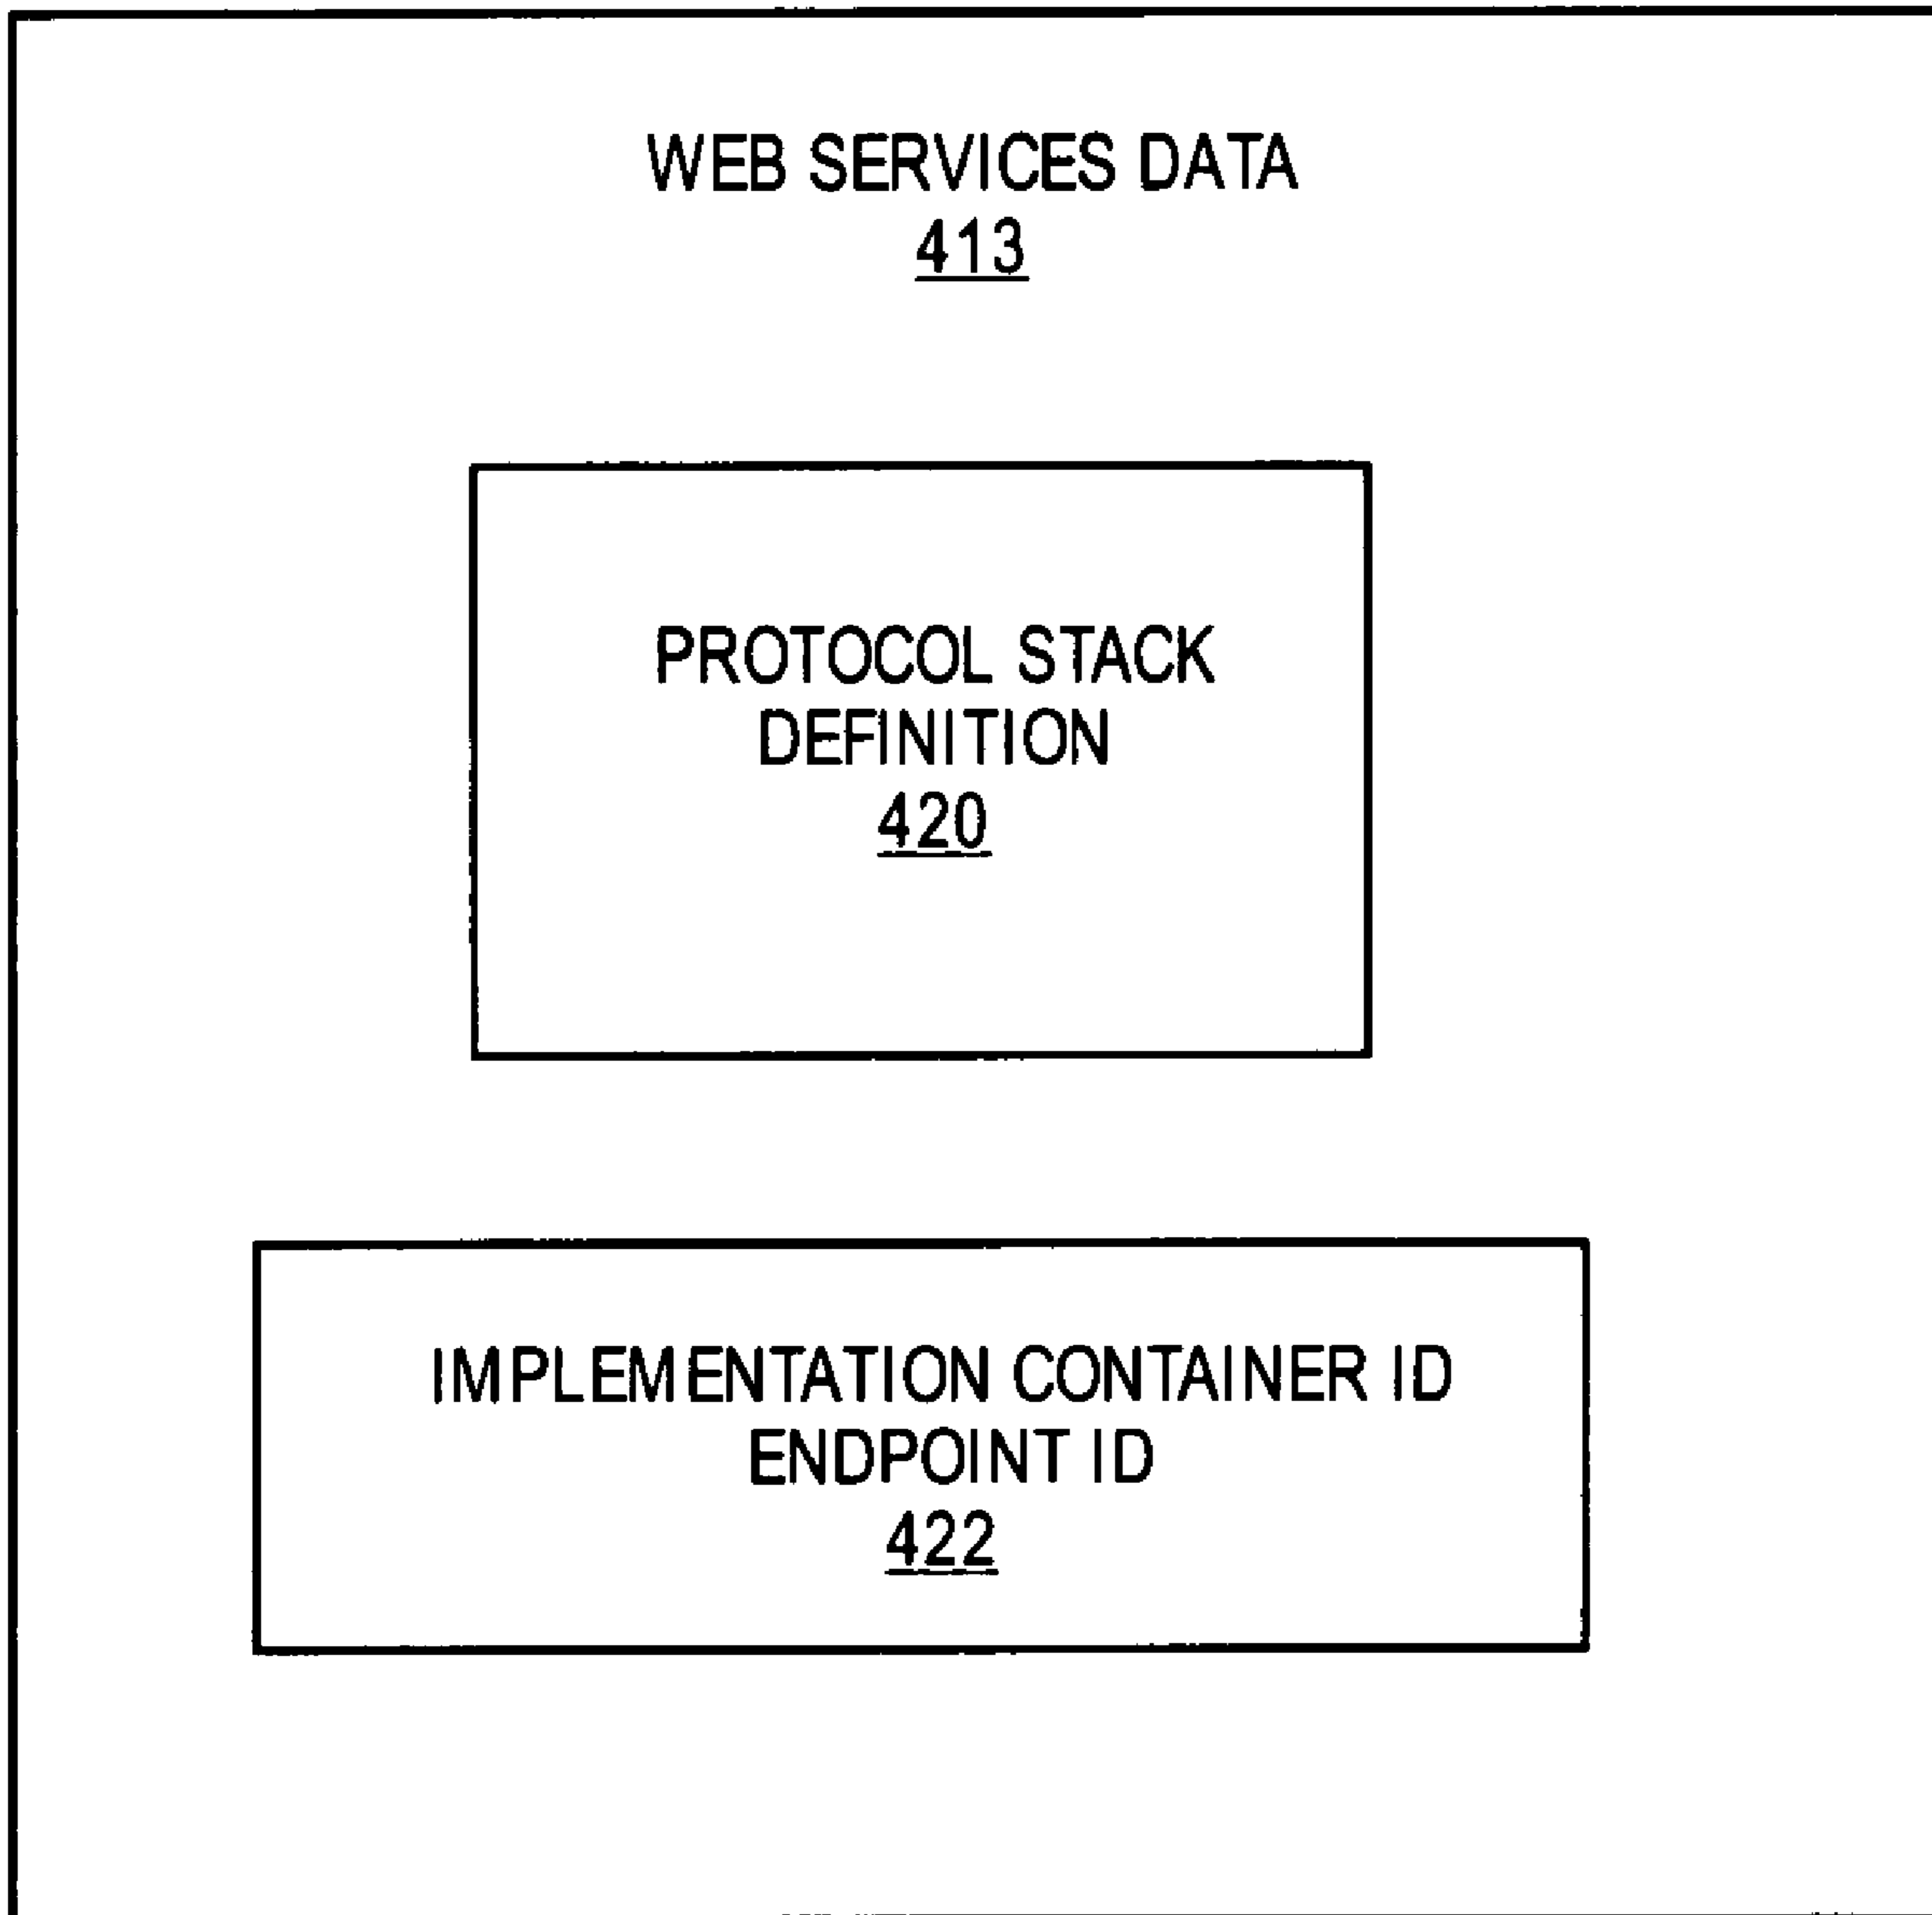 WEB SERVICES DATA
413
PROTOCOL STACK
DEFINITION
420
IMPLEMENTATION CONTAINER ID
ENDPOINT ID
422